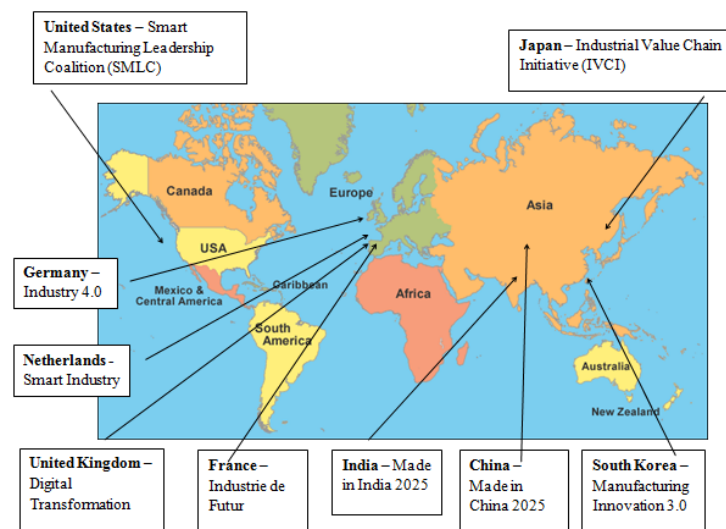 United States – Smart
Manufacturing Leadership
Coalition (SMLC)
Japan – Industrial Value Chain
Initiative (IVCI)
Canada
Europe
Asia
USA
Germany –
Industry 4.0
Mexico &
Central America
Caribbean
Africa
South
America
Netherlands-
Smart Industry
Australia
New Zealand
United Kingdom –
Digital
Transformation
France –
Industrie de
Futur
India – Made
in India 2025
China –
Made in
China 2025
South Korea –
Manufacturing
Innovation 3.0